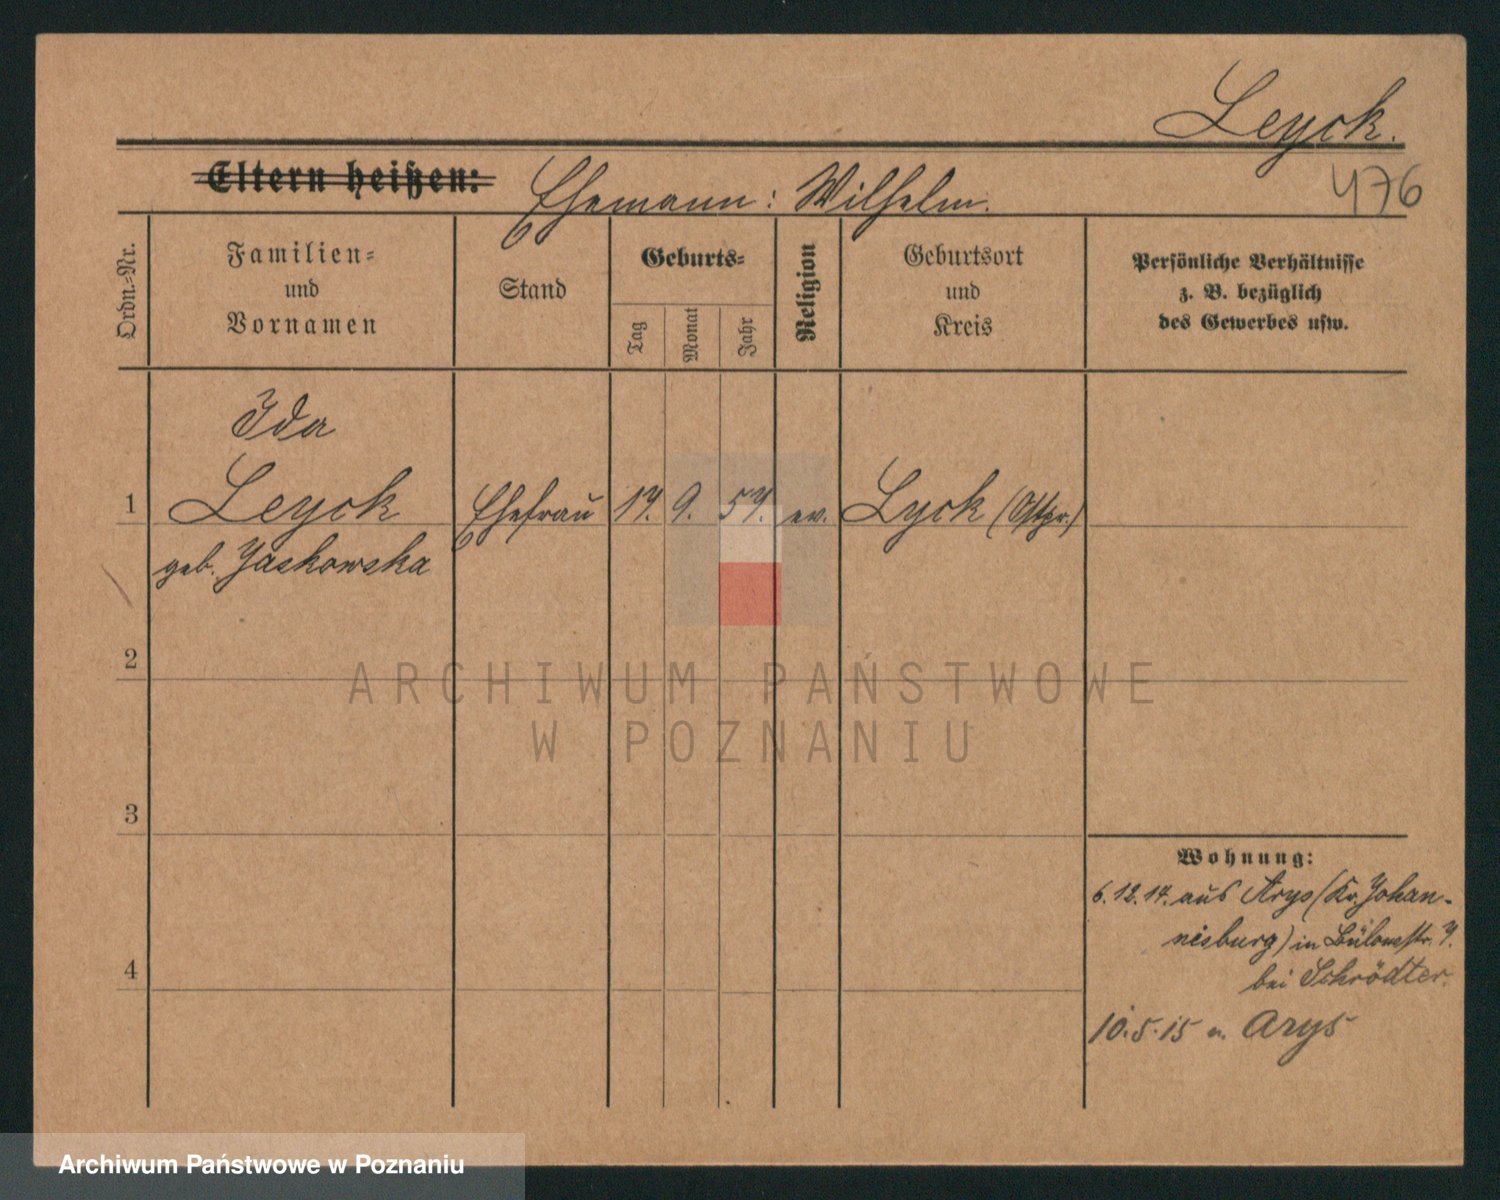 Leyck.
476
Eltern heißen: Ehemann: Wilhelm.
Ordn.-Nr.
Familien-
und
Vornamen
Stand
Geburts-
Tag
Monat
Jahr
Religion
Geburtsort
und
Kreis
Persönliche Verhältnisse
z. B. bezüglich
des Gewerbes usw.
Ida
1 Leyck Ehefrau 17. 9. 57. ev. Lyck (Ostpr.)
geb. Jaskowska
2
ARCHIWUM PAŃSTWOWE
W POZNANIU
3
Wohnung:
6.12.14. aus Arys (Kr. Johan-
nisburg) in Bülowstr. 7.
4
bei Schrödter.
10.5.15 n. Arys
Archiwum Państwowe w Poznaniu